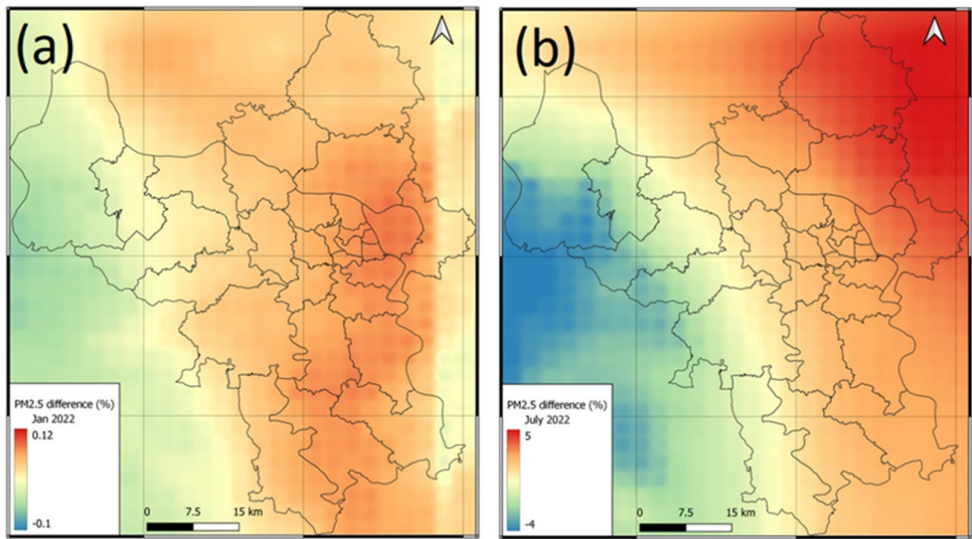 (a)
PM2.5 difference (%)
Jan 2022
0.12
-0.1
0 7.5 15 km
(b)
PM2.5 difference (%)
July 2022
5
-4
0 7.5 15 km